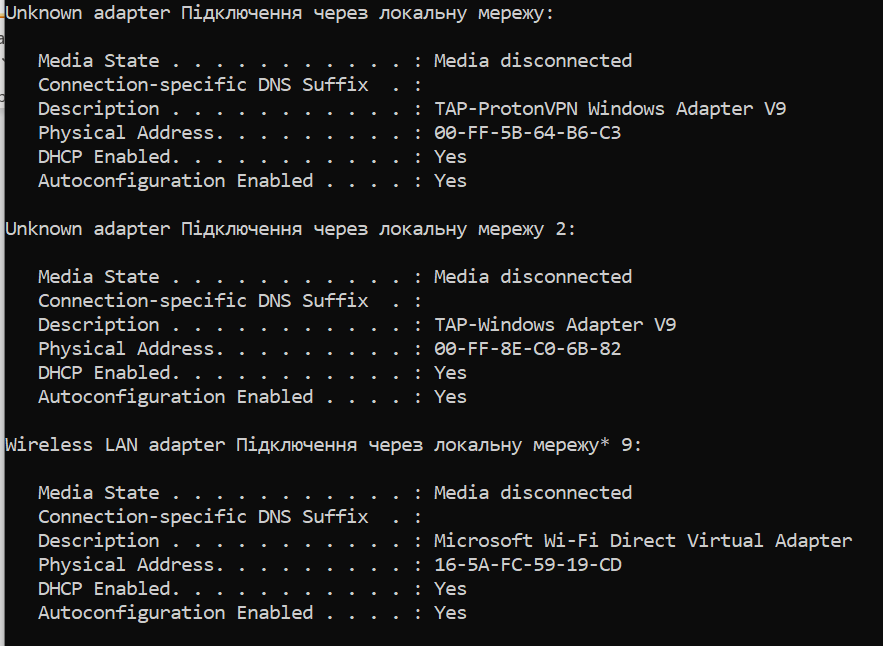 Unknown adapter Підключення через локальну мережу:
Media State . . . . . . . . . . . : Media disconnected
Connection-specific DNS Suffix  . :
Description . . . . . . . . . . . : TAP-ProtonVPN Windows Adapter V9
Physical Address. . . . . . . . . : 00-FF-5B-64-B6-C3
DHCP Enabled. . . . . . . . . . . : Yes
Autoconfiguration Enabled . . . . : Yes
Unknown adapter Підключення через локальну мережу 2:
Media State . . . . . . . . . . . : Media disconnected
Connection-specific DNS Suffix  . :
Description . . . . . . . . . . . : TAP-Windows Adapter V9
Physical Address. . . . . . . . . : 00-FF-8E-C0-6B-82
DHCP Enabled. . . . . . . . . . . : Yes
Autoconfiguration Enabled . . . . : Yes
Wireless LAN adapter Підключення через локальну мережу* 9:
Media State . . . . . . . . . . . : Media disconnected
Connection-specific DNS Suffix  . :
Description . . . . . . . . . . . : Microsoft Wi-Fi Direct Virtual Adapter
Physical Address. . . . . . . . . : 16-5A-FC-59-19-CD
DHCP Enabled. . . . . . . . . . . : Yes
Autoconfiguration Enabled . . . . : Yes